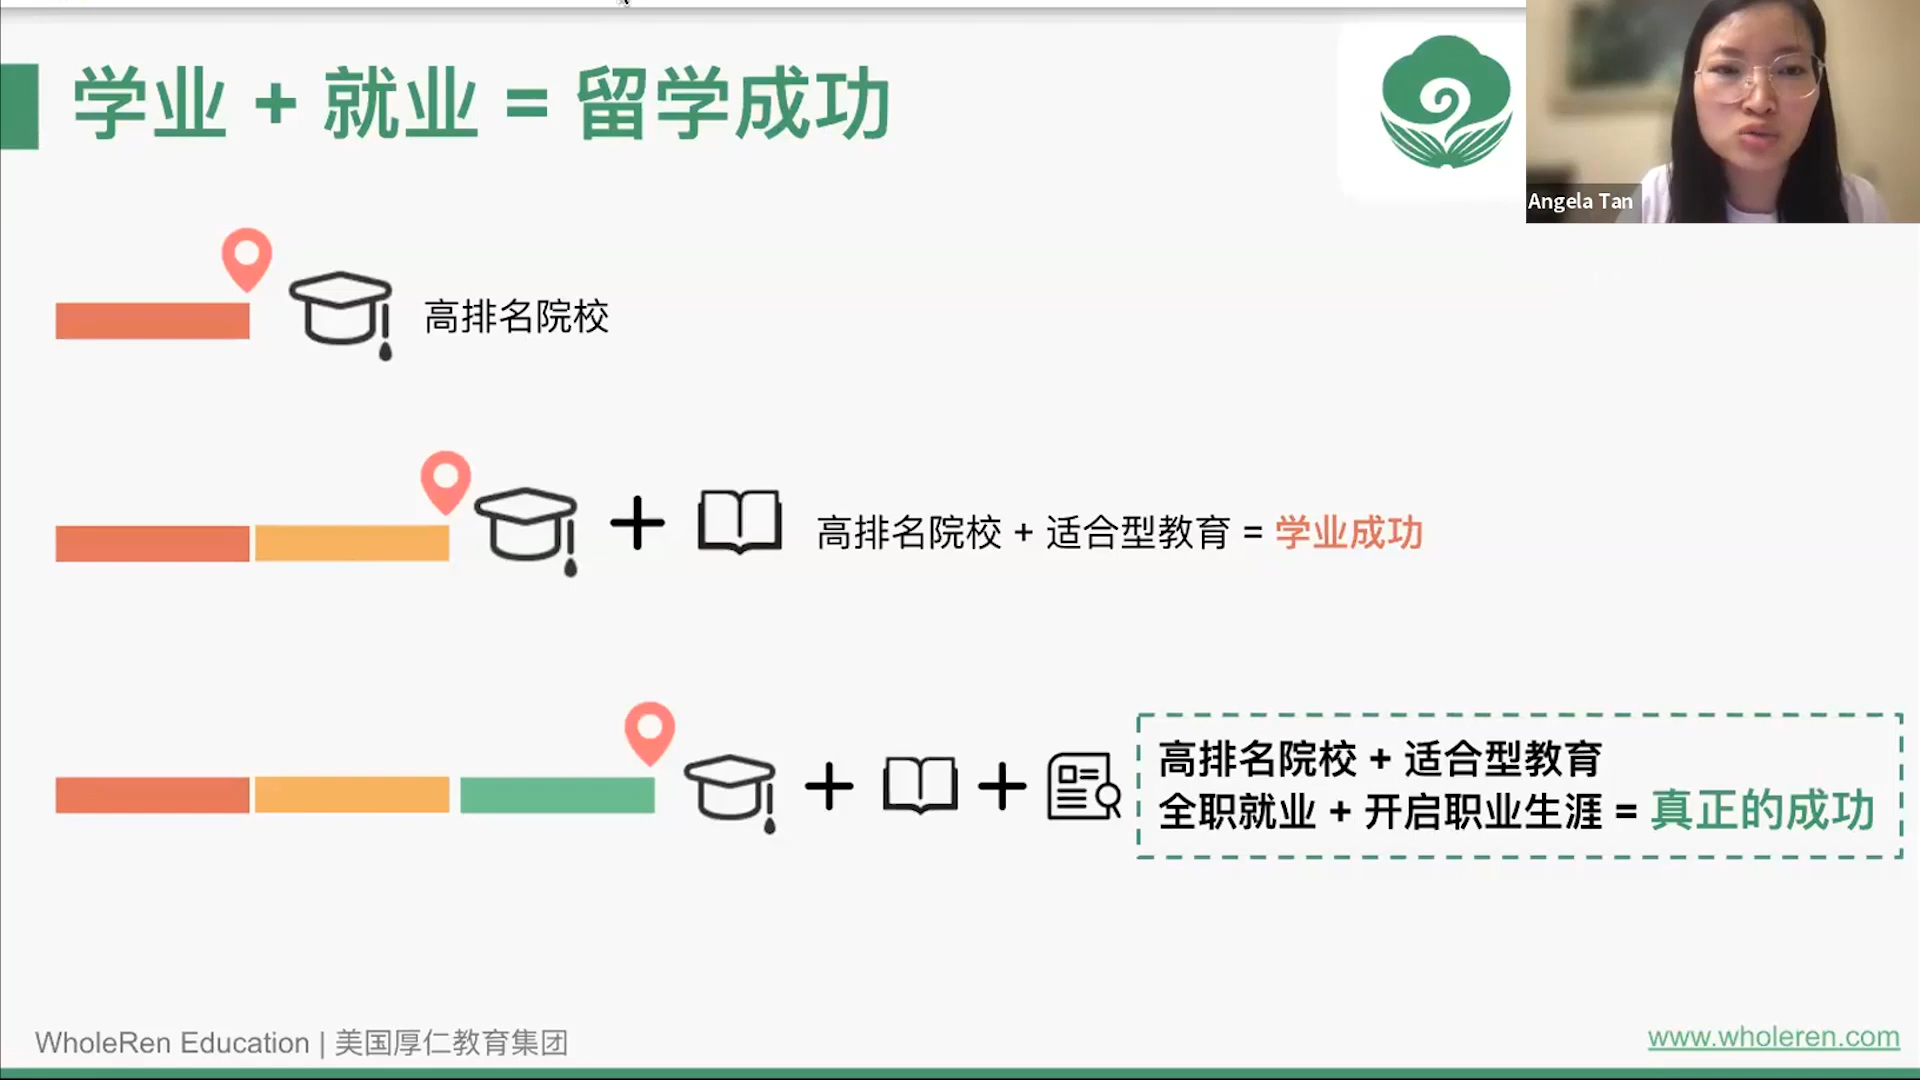 学业 + 就业 = 留学成功
Angela Tan
高排名院校
高排名院校 + 适合型教育 = 学业成功
高排名院校 + 适合型教育
全职就业 + 开启职业生涯 = 真正的成功
WholeRen Education | 美国厚仁教育集团
www.wholeren.com